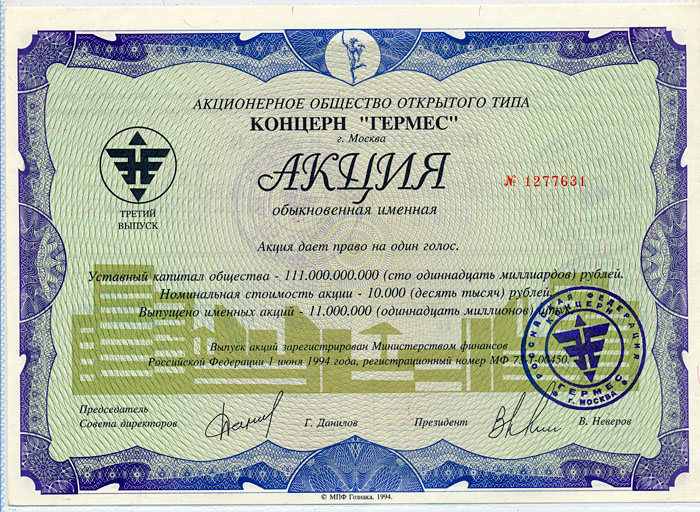 АКЦИОНЕРНОЕ ОБЩЕСТВО ОТКРЫТОГО ТИПА
КОНЦЕРН "ГЕРМЕС"
г. Москва
АКЦИЯ
№ 1277631
обыкновенная именная
ТРЕТИЙ
ВЫПУСК
Акция дает право на один голос.
Уставный капитал общества - 111.000.000.000 (сто одиннадцать миллиардов) рублей.
Номинальная стоимость акции - 10.000 (десять тысяч) рублей.
Выпущено именных акций - 11.000.000 (одиннадцать миллионов) штук.
Выпуск акций зарегистрирован Министерством финансов
Российской Федерации 1 июня 1994 года, регистрационный номер МФ 73-1-00450.
РОССИЙСКАЯ ФЕДЕРАЦИЯ
КОНЦЕРН
ГЕРМЕС
г. МОСКВА
Председатель
Совета директоров
Г. Данилов
Президент
В. Неверов
© МПФ Гознака. 1994.